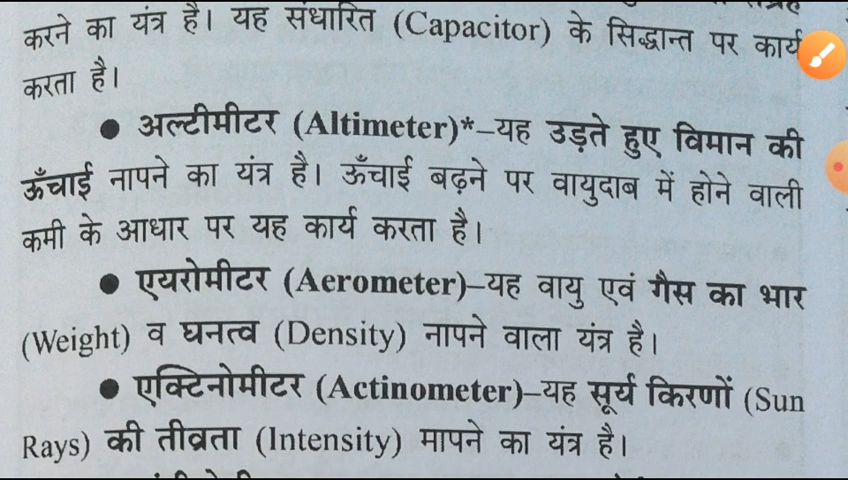 करने का यंत्र है। यह संधारित (Capacitor) के सिद्धान्त पर कार्य
करता है।
● अल्टीमीटर (Altimeter)*–यह उड़ते हुए विमान की
ऊँचाई नापने का यंत्र है। ऊँचाई बढ़ने पर वायुदाब में होने वाली
कमी के आधार पर यह कार्य करता है।
● एयरोमीटर (Aerometer)–यह वायु एवं गैस का भार
(Weight) व घनत्व (Density) नापने वाला यंत्र है।
● एक्टिनोमीटर (Actinometer)–यह सूर्य किरणों (Sun
Rays) की तीव्रता (Intensity) मापने का यंत्र है।